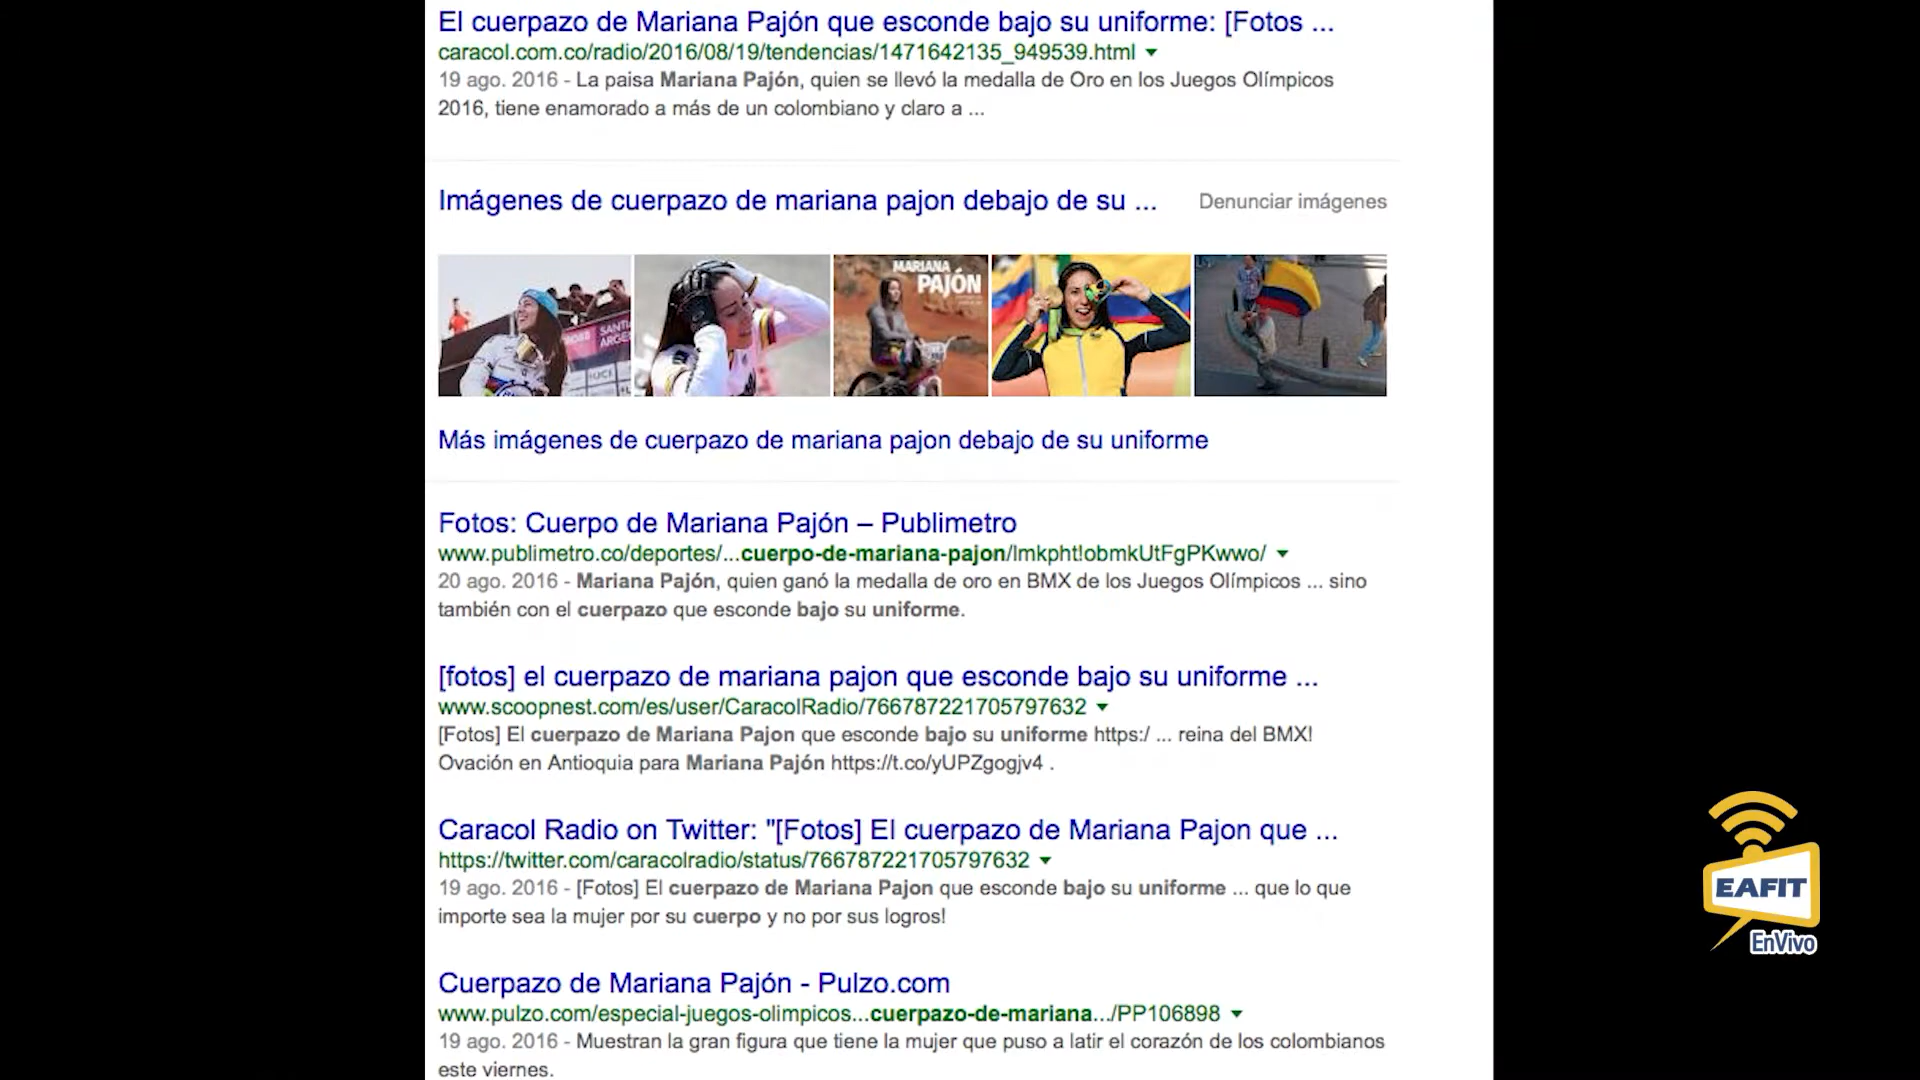 El cuerpazo de Mariana Pajón que esconde bajo su uniforme: [Fotos ...
caracol.com.co/radio/2016/08/19/tendencias/1471642135_949539.html
19 ago. 2016 - La paisa Mariana Pajón, quien se llevó la medalla de Oro en los Juegos Olímpicos
2016, tiene enamorado a más de un colombiano y claro a ...
Imágenes de cuerpazo de mariana pajon debajo de su ...
Denunciar imágenes
MARIANA
PAJÓN
Más imágenes de cuerpazo de mariana pajon debajo de su uniforme
Fotos: Cuerpo de Mariana Pajón – Publimetro
www.publimetro.co/deportes/...cuerpo-de-mariana-pajon/lmkpht!obmkUtFgPKwwo/
20 ago. 2016 - Mariana Pajón, quien ganó la medalla de oro en BMX de los Juegos Olímpicos ... sino
también con el cuerpazo que esconde bajo su uniforme.
[fotos] el cuerpazo de mariana pajon que esconde bajo su uniforme ...
www.scoopnest.com/es/user/CaracolRadio/766787221705797632
[Fotos] El cuerpazo de Mariana Pajon que esconde bajo su uniforme https:/ ... reina del BMX!
Ovación en Antioquia para Mariana Pajón https://t.co/yUPZgogjv4 .
Caracol Radio on Twitter: "[Fotos] El cuerpazo de Mariana Pajon que ...
https://twitter.com/caracolradio/status/766787221705797632
19 ago. 2016 - [Fotos] El cuerpazo de Mariana Pajon que esconde bajo su uniforme ... que lo que
importe sea la mujer por su cuerpo y no por sus logros!
Cuerpazo de Mariana Pajón - Pulzo.com
www.pulzo.com/especial-juegos-olimpicos...cuerpazo-de-mariana.../PP106898
19 ago. 2016 - Muestran la gran figura que tiene la mujer que puso a latir el corazón de los colombianos
este viernes.
EAFIT
EnVivo